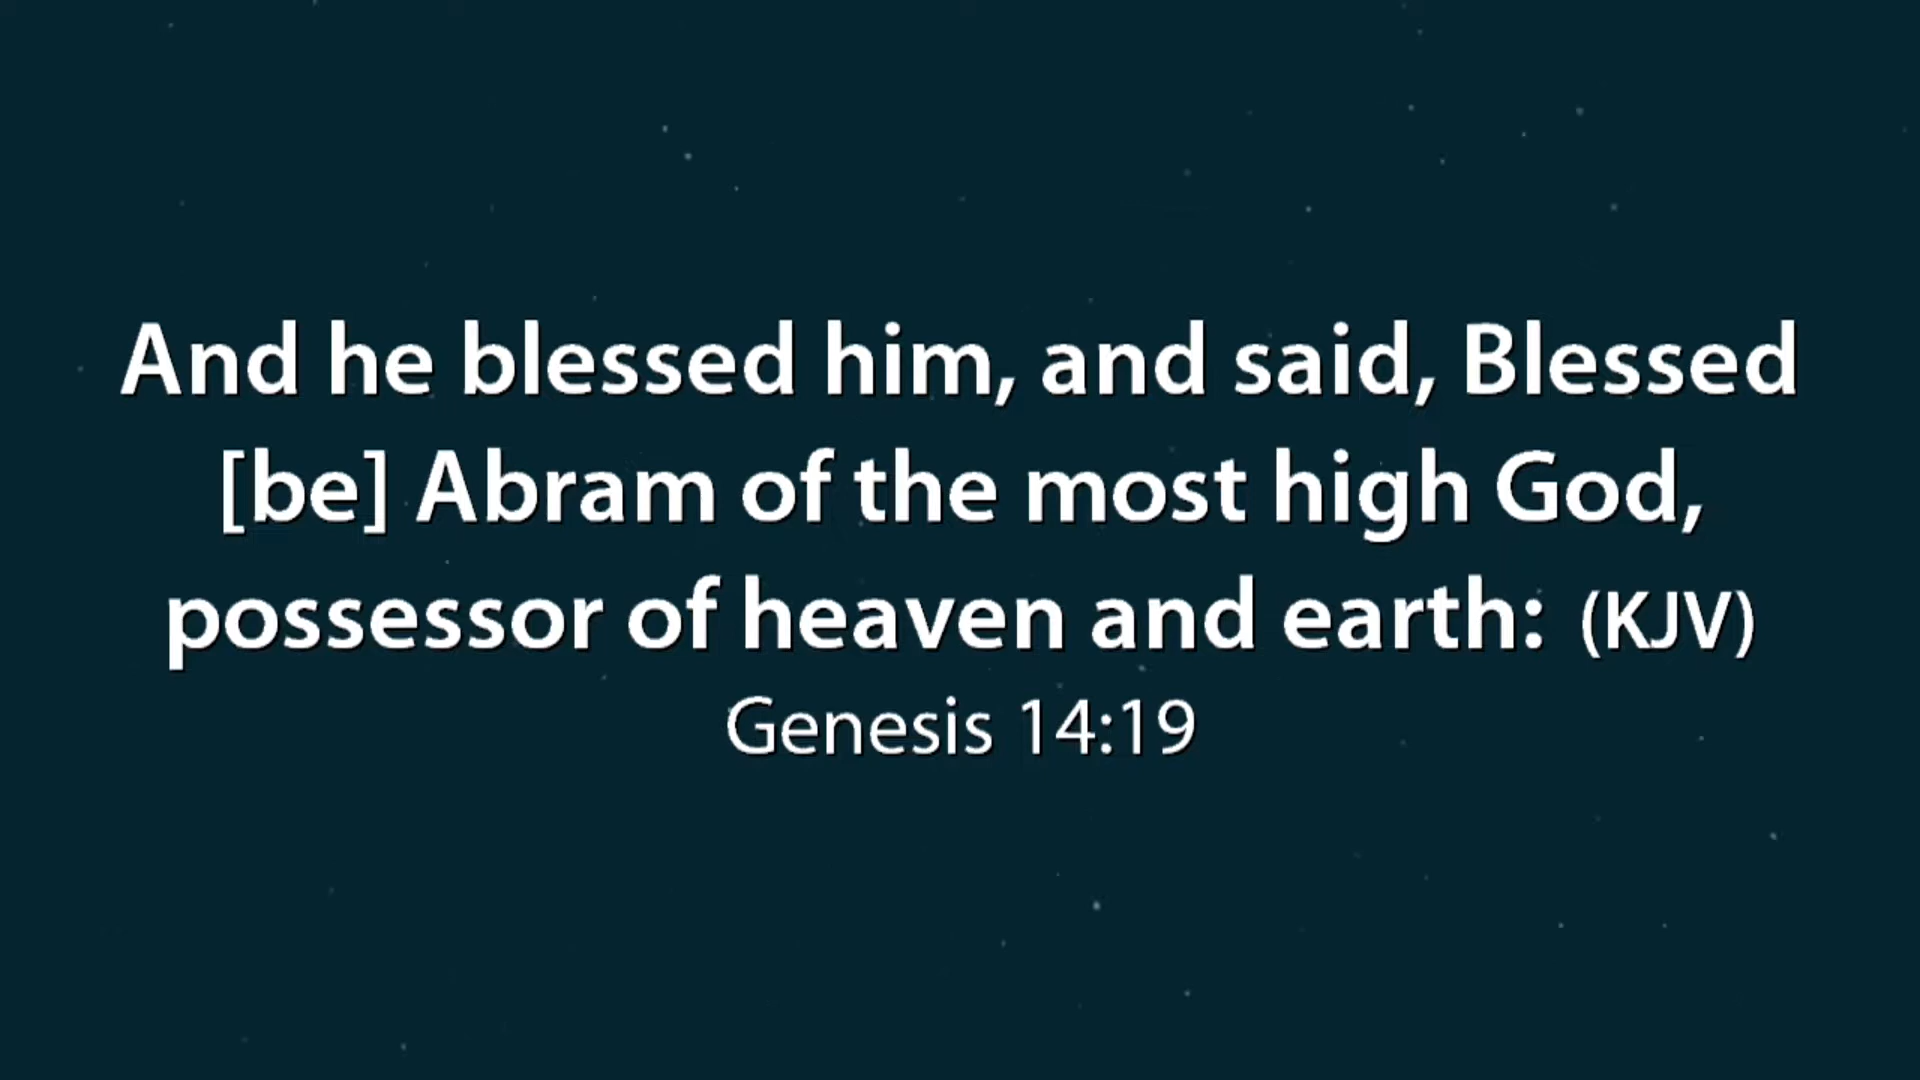 And he blessed him, and said, Blessed
[be] Abram of the most high God,
possessor of heaven and earth: (KJV)
Genesis 14:19